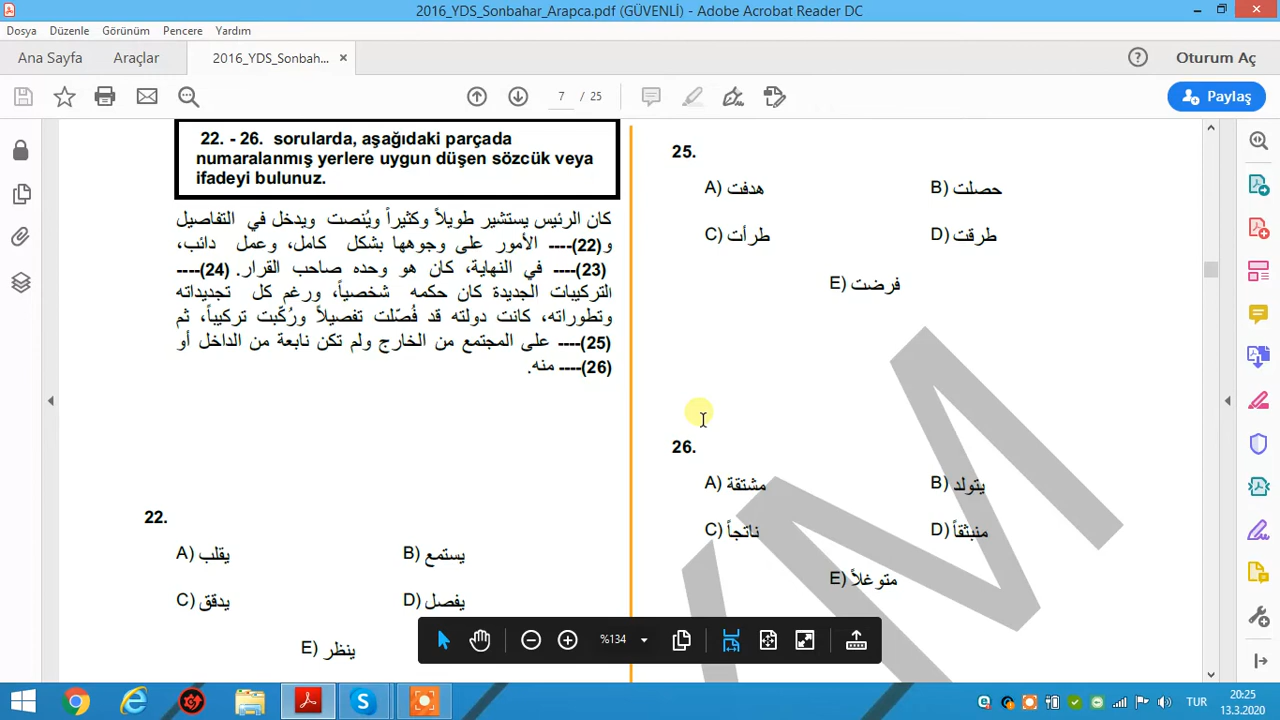 2016_YDS_Sonbahar_Arapca.pdf (GÜVENLİ) - Adobe Acrobat Reader DC
Dosya Düzenle Görünüm Pencere Yardım
Ana Sayfa Araçlar 2016_YDS_Sonbah... × ? Oturum Aç
7 / 25 Paylaş
22. - 26. sorularda, aşağıdaki parçada
numaralanmış yerlere uygun düşen sözcük veya
ifadeyi bulunuz.
كان الرئيس يستشير طويلاً وكثيراً ويُنصت ويدخل في التفاصيل
و(22)---- الأمور على وجوهها بشكل كامل، وعمل دائب،
(23)---- في النهاية، كان هو وحده صاحب القرار. (24)----
التركيبات الجديدة كان حكمه شخصياً، ورغم كل تجديداته
وتطوراته، كانت دولته قد فُصّلت تفصيلاً ورُكّبت تركيباً، ثم
(25)---- على المجتمع من الخارج ولم تكن نابعة من الداخل أو
(26)---- منه.
22.
A) يقلب B) يستمع
C) يدقق D) يفصل
E) ينظر
25.
A) هدفت B) حصلت
C) طرأت D) طرقت
E) فرضت
26.
A) مشتقة B) يتولد
C) ناتجاً D) منبثقاً
E) متوغلاً
%134
TUR
20:25
13.3.2020